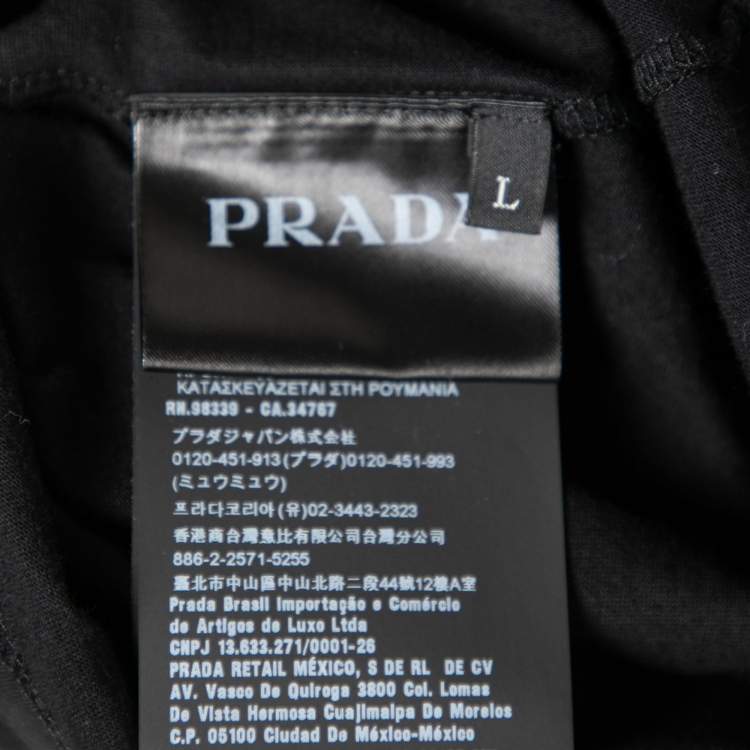 L
PRADA
ΚΑΤΑΣΚΕΥΑΖΕΤΑΙ ΣΤΗ ΡΟΥΜΑΝΙΑ
RN.98339 - CA.34767
プラダジャパン株式会社
0120-451-913(プラダ)0120-451-993
(ミュウミュウ)
프라다코리아(유)02-3443-2323
香港商台灣惫比有限公司台灣分公司
886-2-2571-5255
臺北市中山區中山北路二段44號12樓A室
Prada Brasil Importação e Comércio
de Artigos de Luxo Ltda
CNPJ 13.633.271/0001-26
PRADA RETAIL MÉXICO, S DE RL DE CV
AV. Vasco De Quiroga 3800 Col. Lomas
De Vista Hermosa Cuajimalpa De Morelos
C.P. 05100 Ciudad De México-México